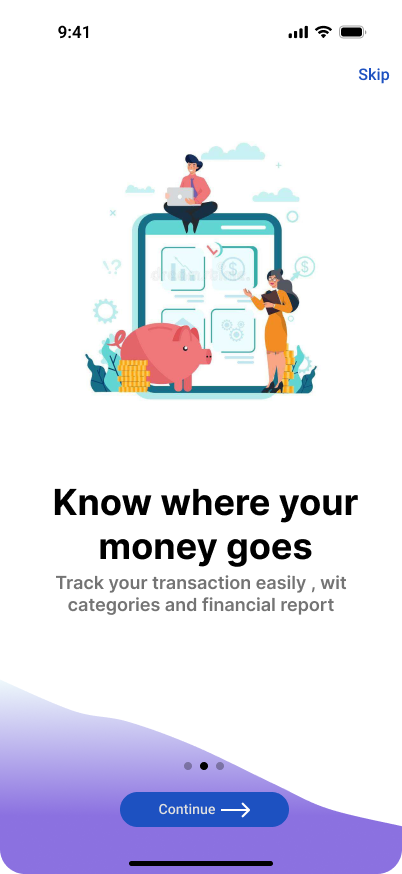 9:41
Skip
Know where your
money goes
Track your transaction easily , wit
categories and financial report
Continue